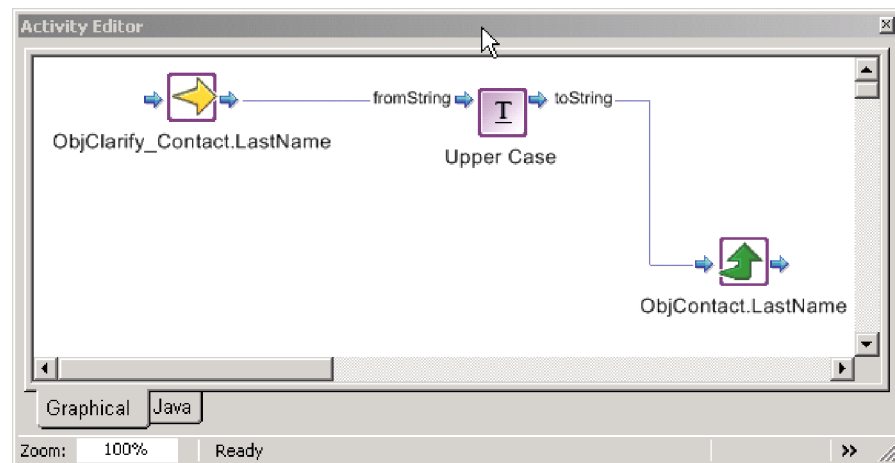 Activity Editor
fromString
T
toString
ObjClarify_Contact.LastName
Upper Case
ObjContact.LastName
Graphical
Java
Zoom: 100% Ready »